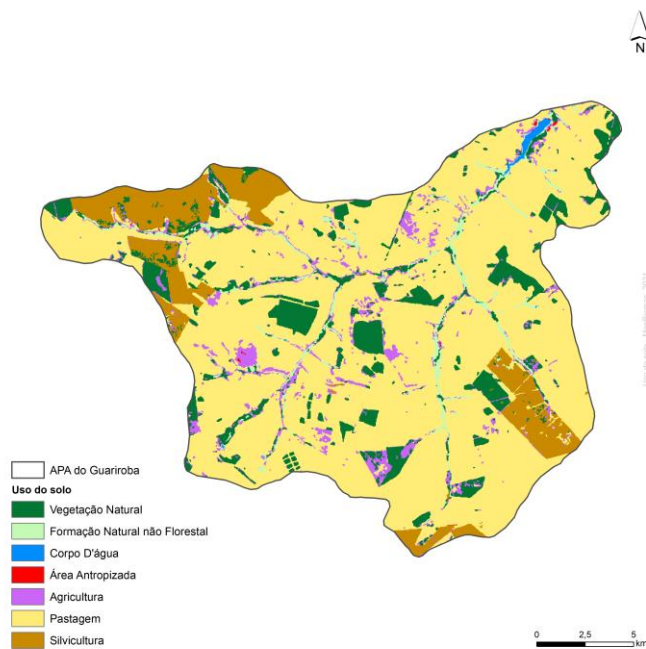 N
APA do Guariroba
Uso do solo
Vegetação Natural
Formação Natural não Florestal
Corpo D'água
Área Antropizada
Agricultura
Pastagem
Silvicultura
0 2,5 5
km